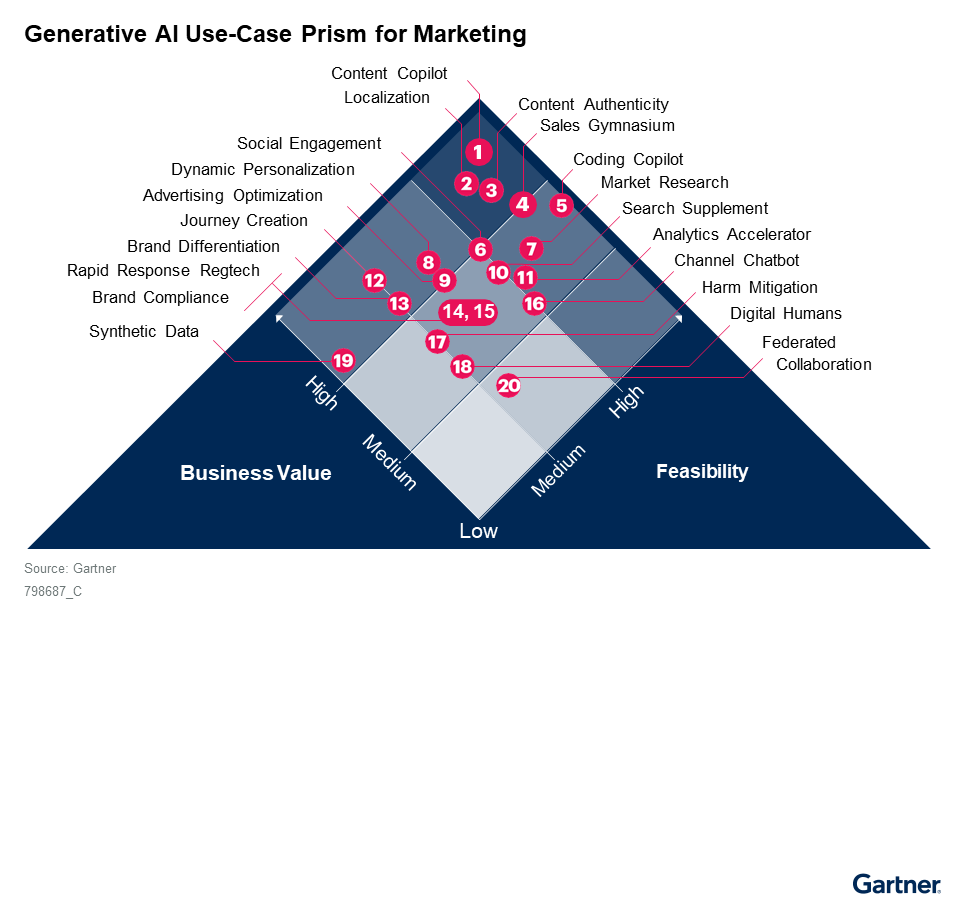 Generative AI Use-Case Prism for Marketing
Content Copilot
Localization
Content Authenticity
Sales Gymnasium
Social Engagement
Coding Copilot
Dynamic Personalization
Market Research
Advertising Optimization
Search Supplement
Journey Creation
Analytics Accelerator
Brand Differentiation
Channel Chatbot
Rapid Response Regtech
Harm Mitigation
Brand Compliance
Digital Humans
Synthetic Data
Federated
Collaboration
1
2
3
4
5
6
7
8
9
10
11
12
13
14, 15
16
17
18
19
20
High
High
Medium
Medium
Business Value
Feasibility
Low
Source: Gartner
798687_C
Gartner